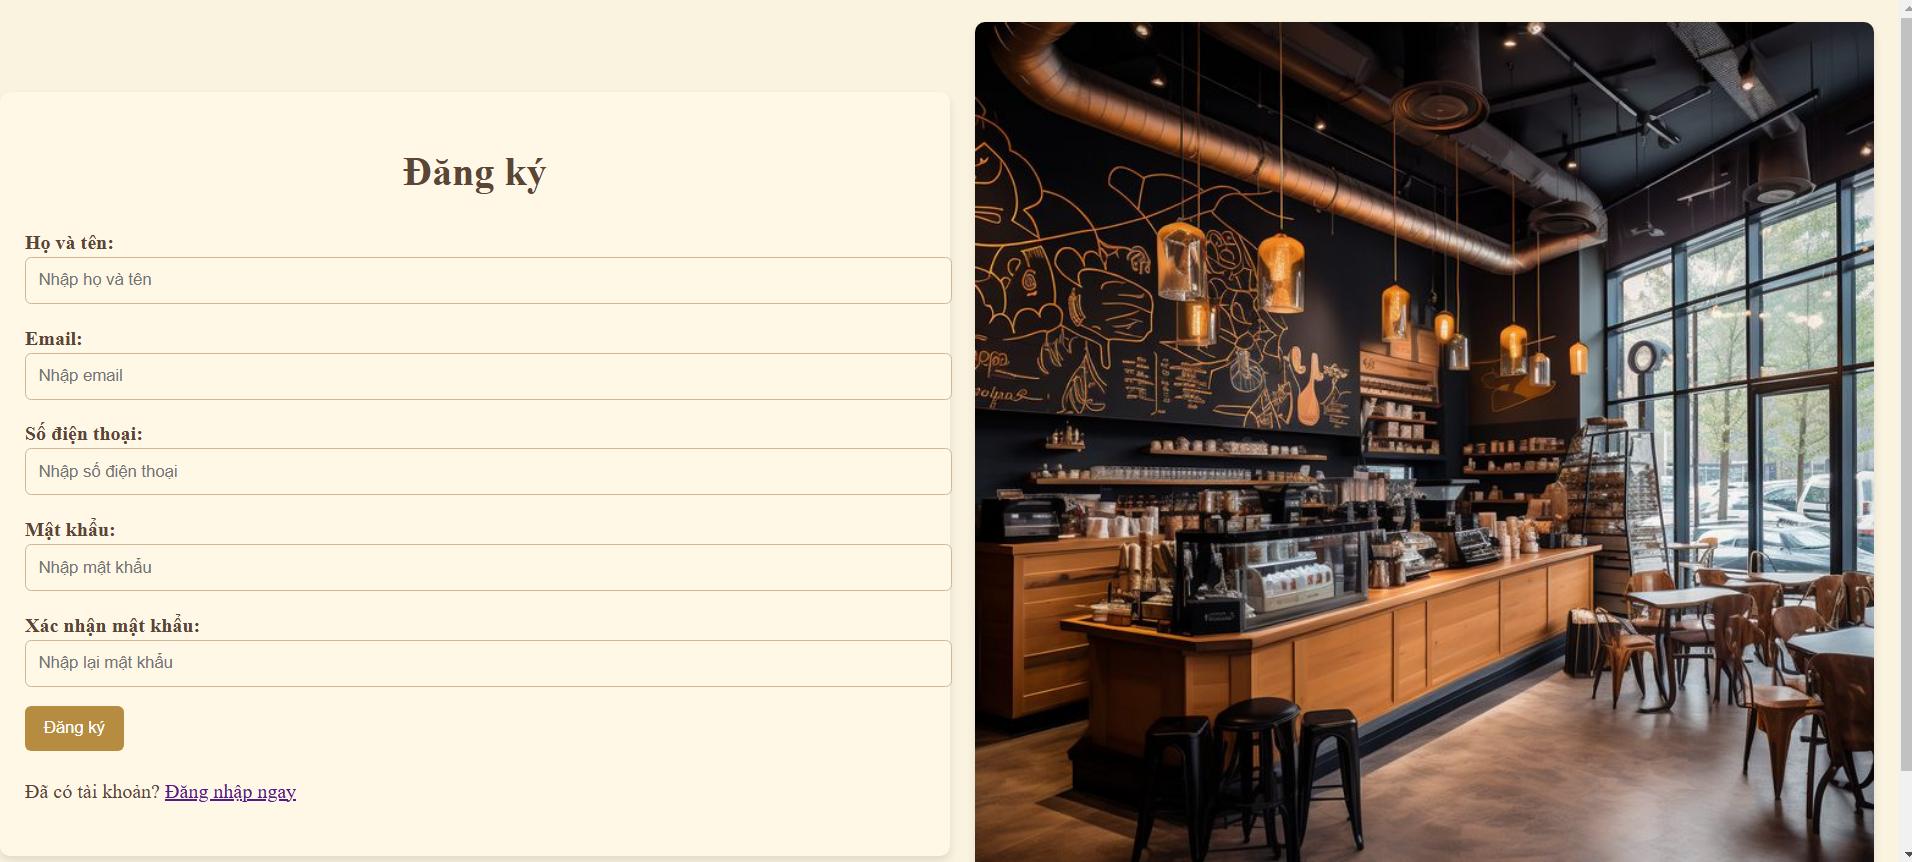 Đăng ký
Họ và tên:
Nhập họ và tên
Email:
Nhập email
Số điện thoại:
Nhập số điện thoại
Mật khẩu:
Nhập mật khẩu
Xác nhận mật khẩu:
Nhập lại mật khẩu
Đăng ký
Đã có tài khoản? Đăng nhập ngay